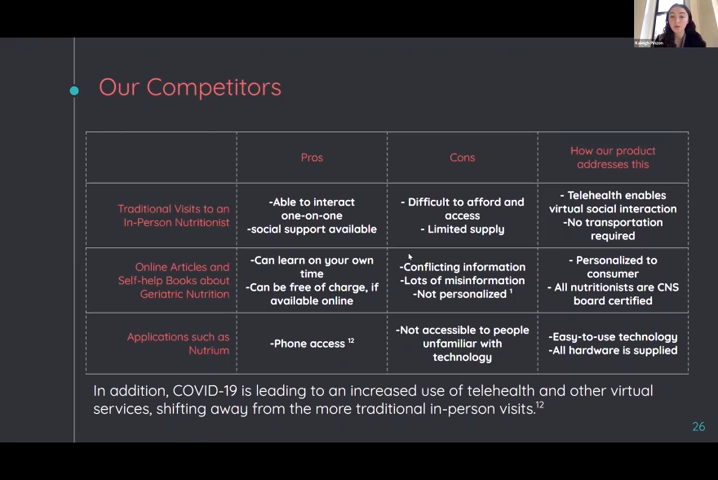 Our Competitors
Pros
Cons
How our product
addresses this
Traditional Visits to an
In-Person Nutritionist
-Able to interact
one-on-one
-social support available
- Difficult to afford and
access
- Limited supply
- Telehealth enables
virtual social interaction
-No transportation
required
Online Articles and
Self-help Books about
Geriatric Nutrition
-Can learn on your own
time
-Can be free of charge, if
available online
-Conflicting information
-Lots of misinformation
-Not personalized ¹
- Personalized to
consumer
- All nutritionists are CNS
board certified
Applications such as
Nutrium
-Phone access ¹²
-Not accessible to people
unfamiliar with
technology
-Easy-to-use technology
-All hardware is supplied
In addition, COVID-19 is leading to an increased use of telehealth and other virtual
services, shifting away from the more traditional in-person visits.¹²
26